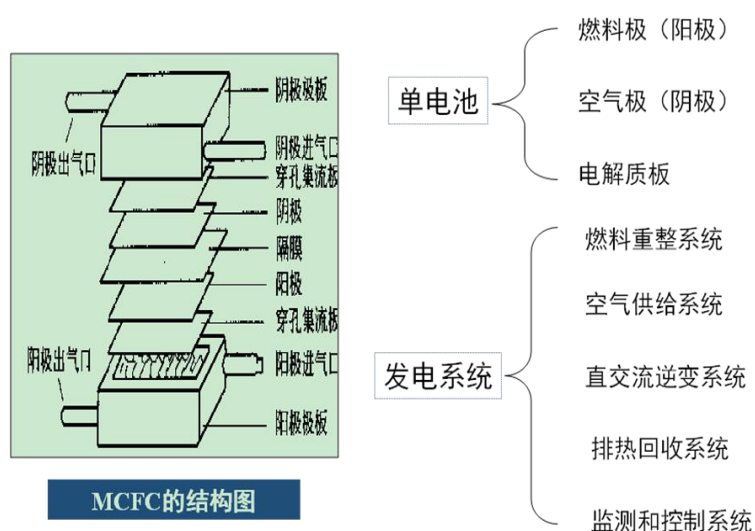 阴极极板
阴极进气口
阴极出气口
穿孔集流板
阴极
隔膜
阳极
穿孔集流板
阳极出气口
阳极进气口
阳极极板
MCFC的结构图
单电池
燃料极（阳极）
空气极（阴极）
电解质板
发电系统
燃料重整系统
空气供给系统
直交流逆变系统
排热回收系统
监测和控制系统